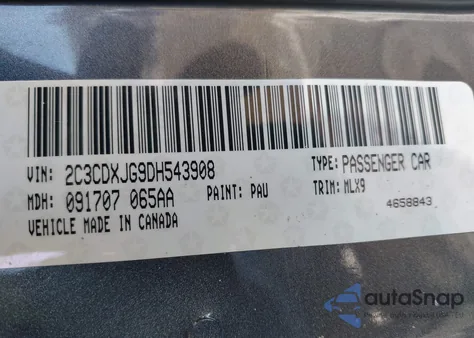 VIN: 2C3CDXJG9DH543908
TYPE: PASSENGER CAR
MDH: 091707 065AA
PAINT: PAU
TRIM: MLX9
VEHICLE MADE IN CANADA
4658843
autoSnap